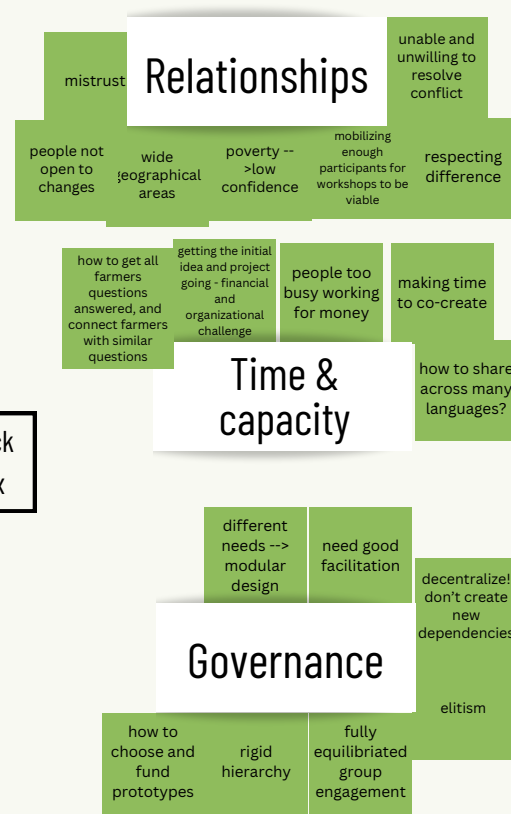 Relationships
mistrust
unable and
unwilling to
resolve
conflict
people not
open to
changes
wide
geographical
areas
poverty --
>low
confidence
mobilizing
enough
participants for
workshops to be
viable
respecting
difference
how to get all
farmers
questions
answered, and
connect farmers
with similar
questions
getting the initial
idea and project
going - financial
and
organizational
challenge
people too
busy working
for money
making time
to co-create
Time &
capacity
how to share
across many
languages?
different
needs -->
modular
design
need good
facilitation
decentralize!
don't create
new
dependencies
Governance
elitism
how to
choose and
fund
prototypes
rigid
hierarchy
fully
equilibriated
group
engagement